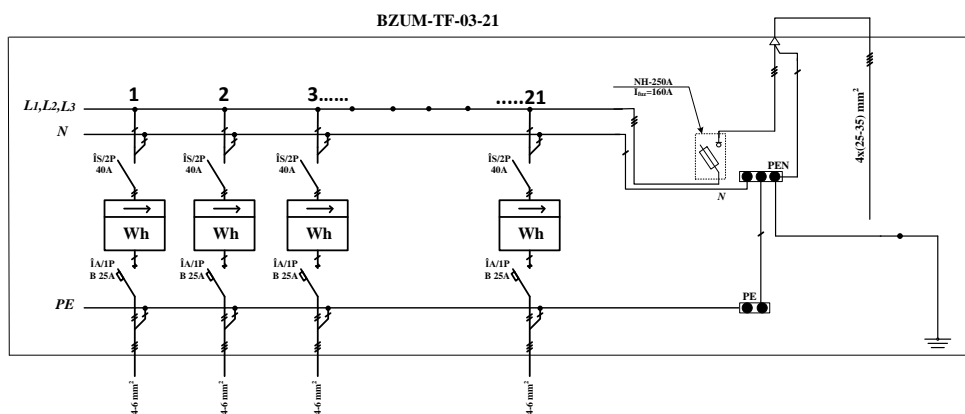 BZUM-TF-03-21
NH-250A
I_fuz=160A
1
2
3......
.....21
L1,L2,L3
N
ÎS/2P
40A
ÎS/2P
40A
ÎS/2P
40A
ÎS/2P
40A
4x(25-35) mm²
PEN
N
Wh
Wh
Wh
Wh
ÎA/1P
B 25A
ÎA/1P
B 25A
ÎA/1P
B 25A
ÎA/1P
B 25A
PE
PE
4-6 mm²
4-6 mm²
4-6 mm²
4-6 mm²